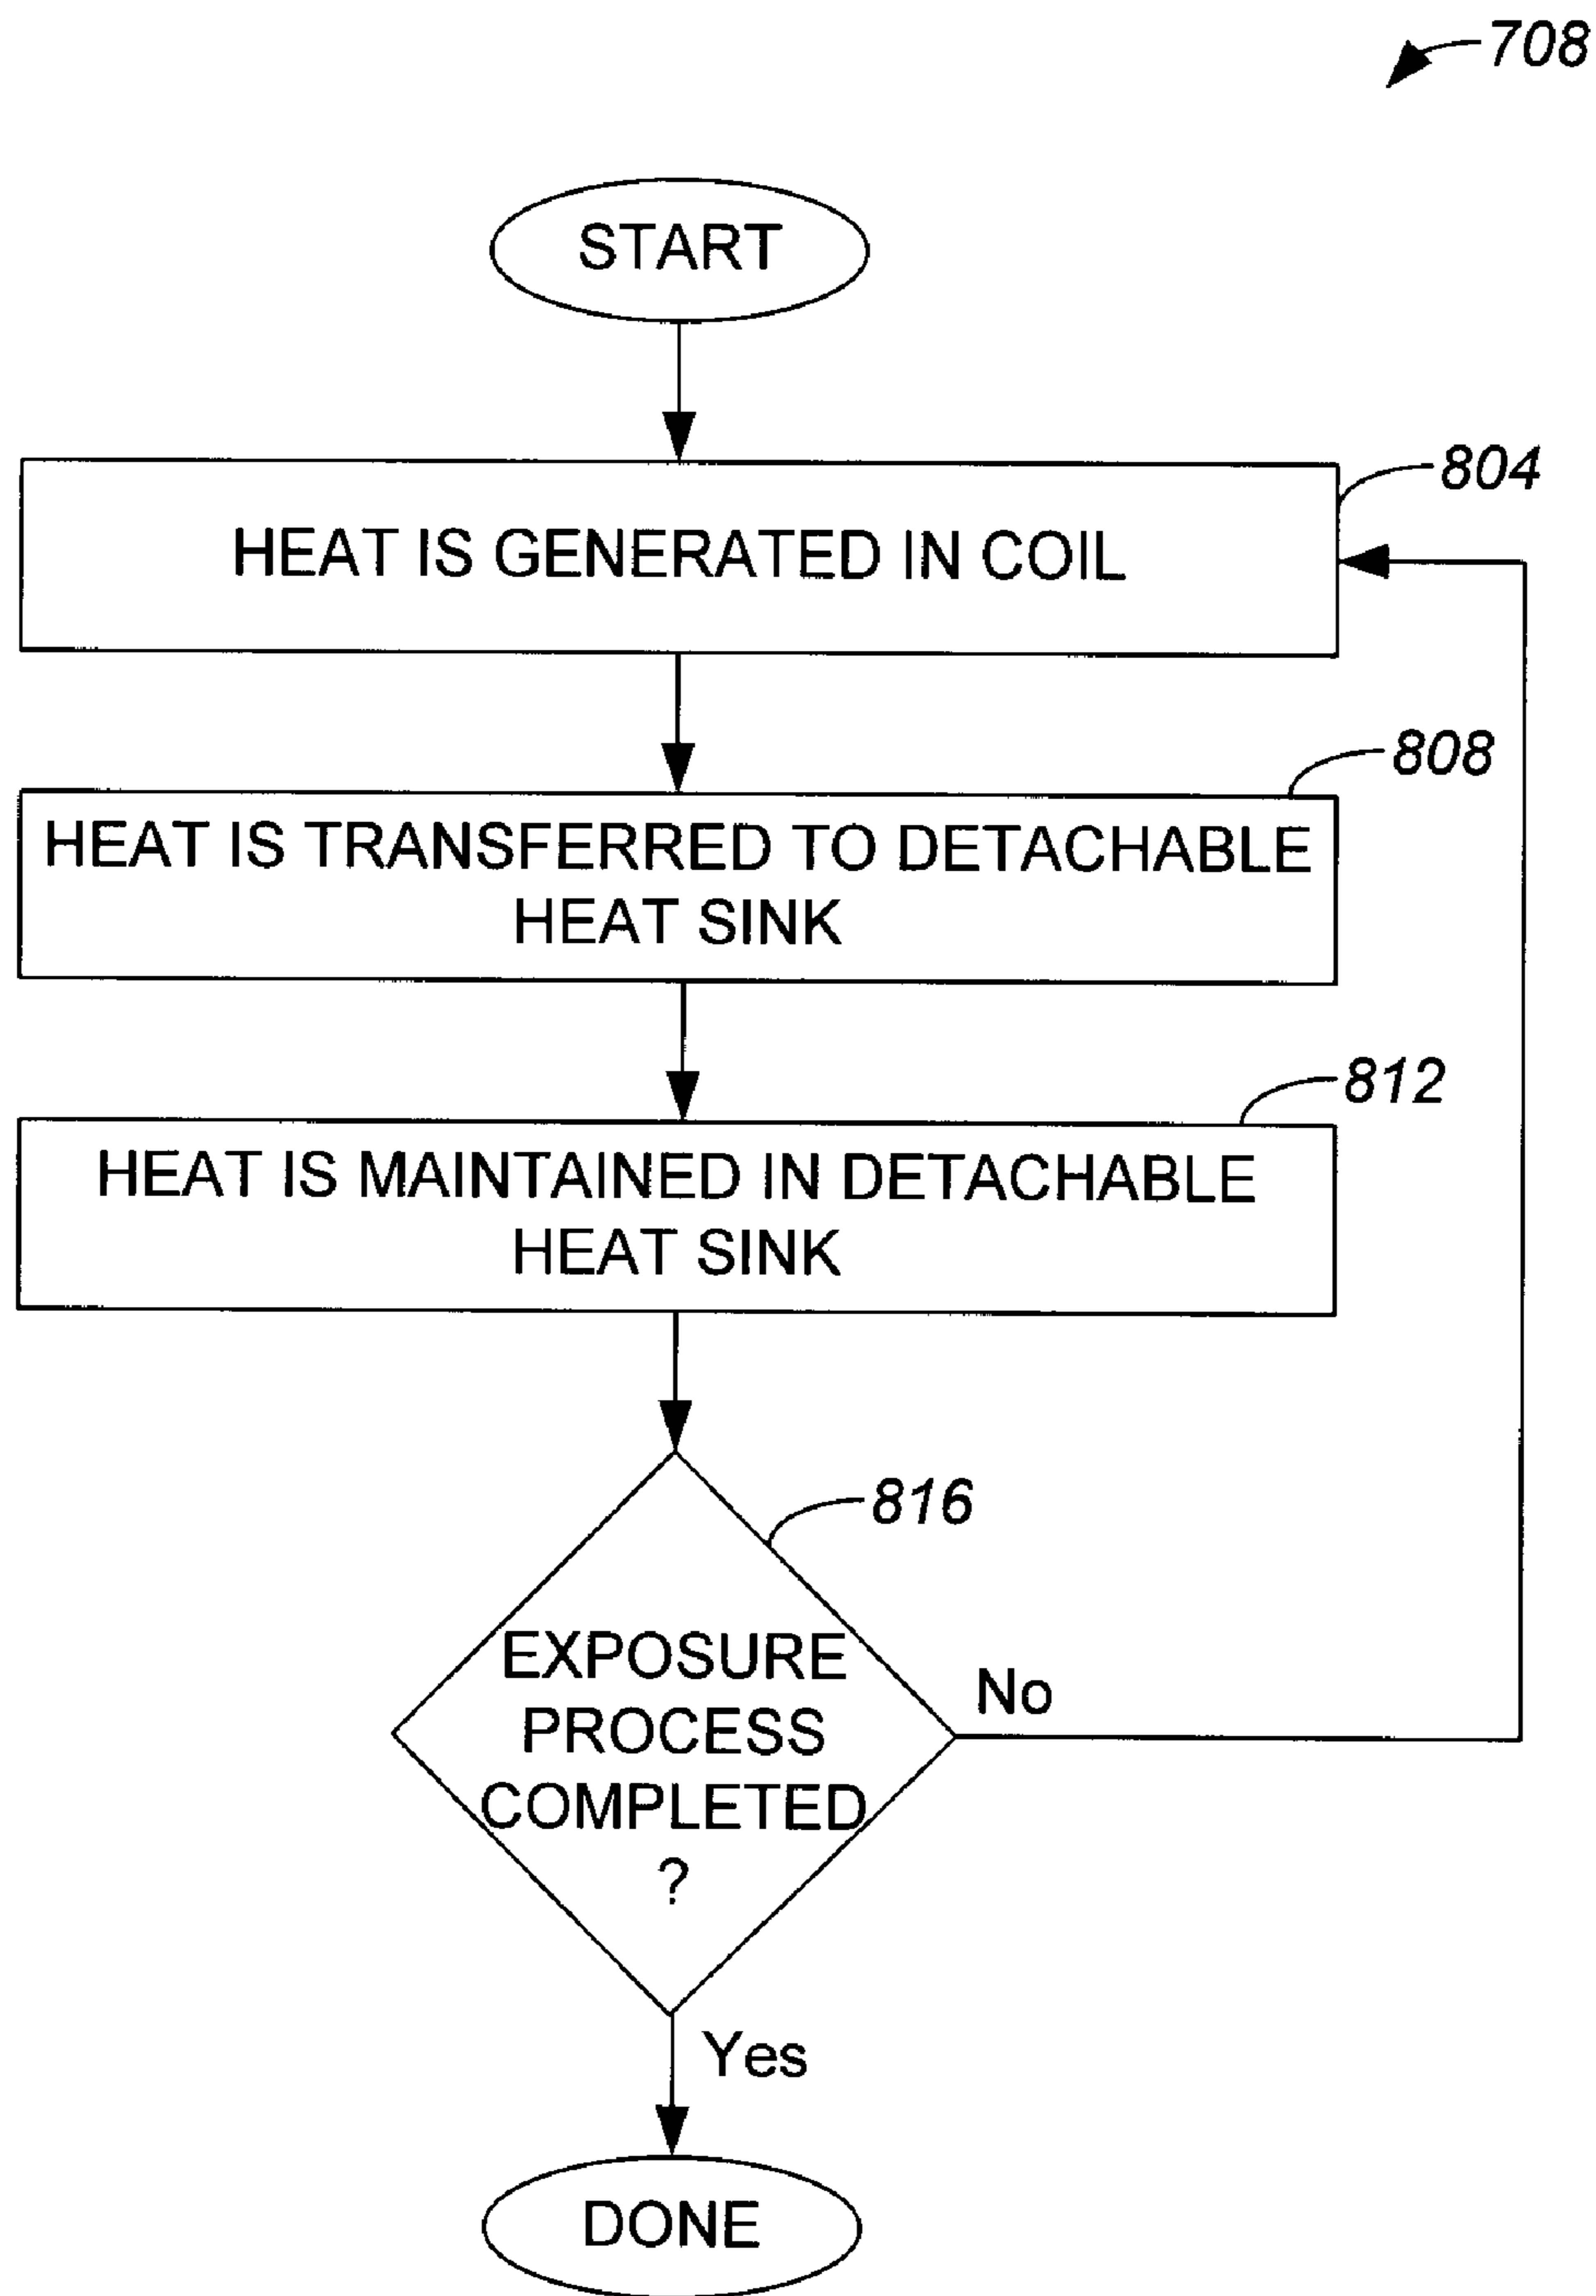 708
START
804
HEAT IS GENERATED IN COIL
808
HEAT IS TRANSFERRED TO DETACHABLE
HEAT SINK
812
HEAT IS MAINTAINED IN DETACHABLE
HEAT SINK
816
EXPOSURE
PROCESS
COMPLETED
?
No
Yes
DONE